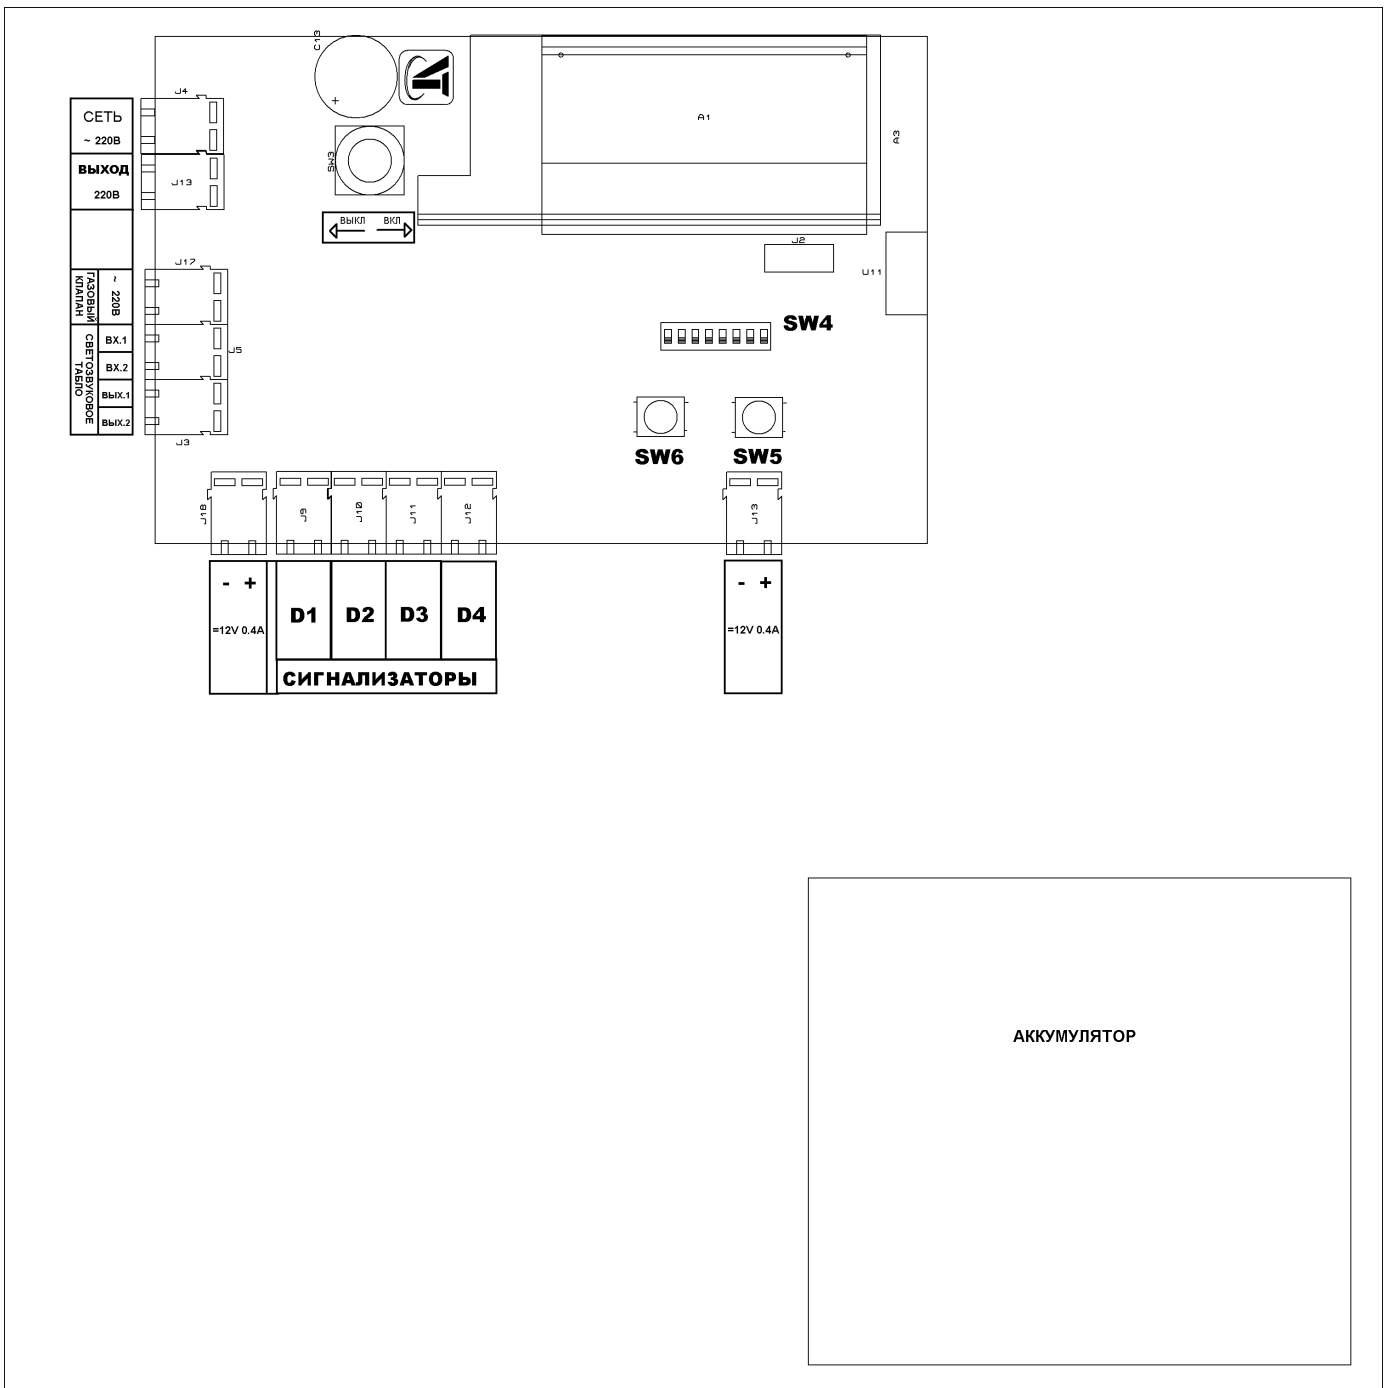 C13
J4
СЕТЬ
~ 220В
ВЫХОД
220В
J13
SW3
ВЫКЛ ВКЛ
A1
A3
J2
J11
J17
ГАЗОВЫЙ
КЛАПАН
~ 220В
СВЕТОЗВУКОВОЕ
ТАБЛО
ВХ.1
ВХ.2
ВЫХ.1
ВЫХ.2
J5
J3
SW4
SW6
SW5
J18
J9
J10
J11
J12
J13
- +
=12V 0.4A
D1
D2
D3
D4
СИГНАЛИЗАТОРЫ
- +
=12V 0.4A
АККУМУЛЯТОР